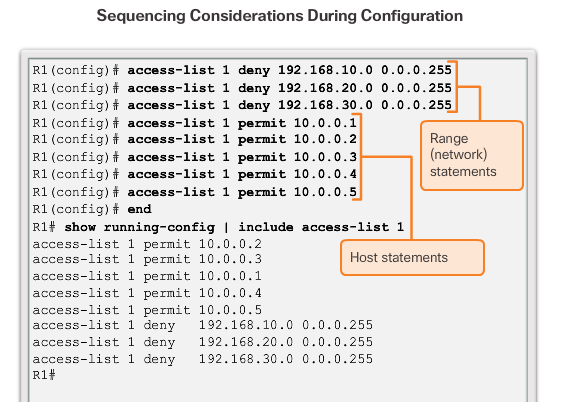 Sequencing Considerations During Configuration
R1(config)# access-list 1 deny 192.168.10.0 0.0.0.255
R1(config)# access-list 1 deny 192.168.20.0 0.0.0.255
R1(config)# access-list 1 deny 192.168.30.0 0.0.0.255
R1(config)# access-list 1 permit 10.0.0.1
R1(config)# access-list 1 permit 10.0.0.2
R1(config)# access-list 1 permit 10.0.0.3
R1(config)# access-list 1 permit 10.0.0.4
R1(config)# access-list 1 permit 10.0.0.5
R1(config)# end
R1# show running-config | include access-list 1
access-list 1 permit 10.0.0.2
access-list 1 permit 10.0.0.3
access-list 1 permit 10.0.0.1
access-list 1 permit 10.0.0.4
access-list 1 permit 10.0.0.5
access-list 1 deny   192.168.10.0 0.0.0.255
access-list 1 deny   192.168.20.0 0.0.0.255
access-list 1 deny   192.168.30.0 0.0.0.255
R1#
Range
(network)
statements
Host statements